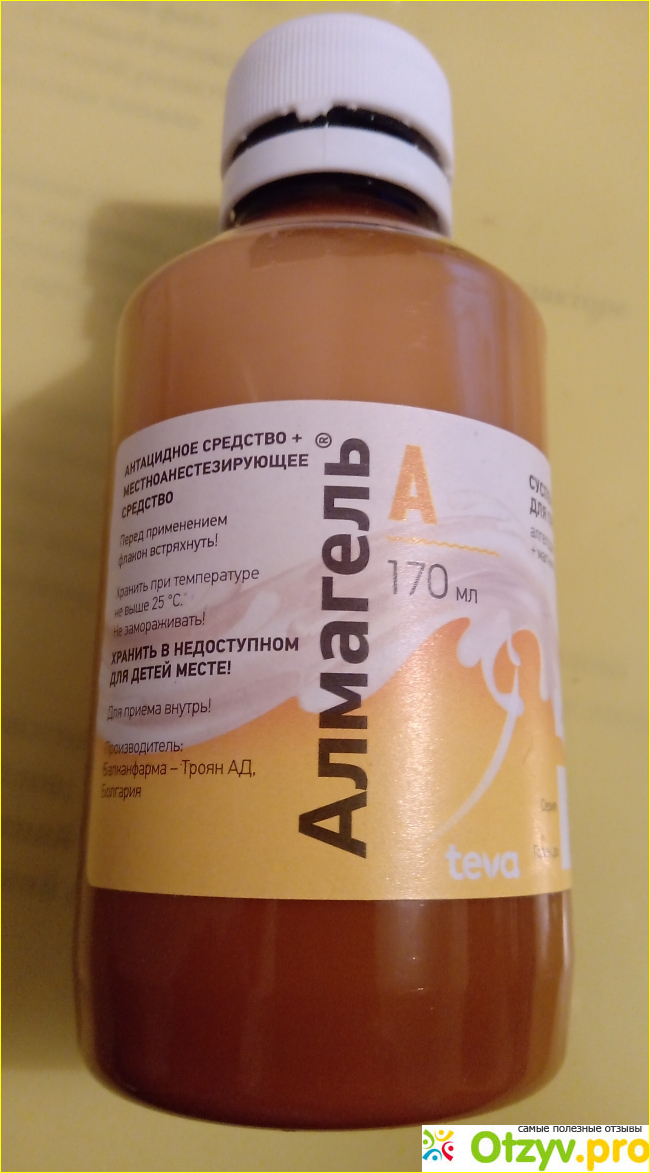 АНТАЦИДНОЕ СРЕДСТВО +
МЕСТНОАНЕСТЕЗИРУЮЩЕЕ
СРЕДСТВО
Перед применением
флакон встряхнуть!
Хранить при температуре
не выше 25 °C.
Не замораживать!
ХРАНИТЬ В НЕДОСТУПНОМ
ДЛЯ ДЕТЕЙ МЕСТЕ!
Для приема внутрь!
Производитель:
Балканфарма – Троян АД,
Болгария
Алмагель®
А
170 мл
teva
ДЛЯ
самые полезные отзывы
Otzyv.pro